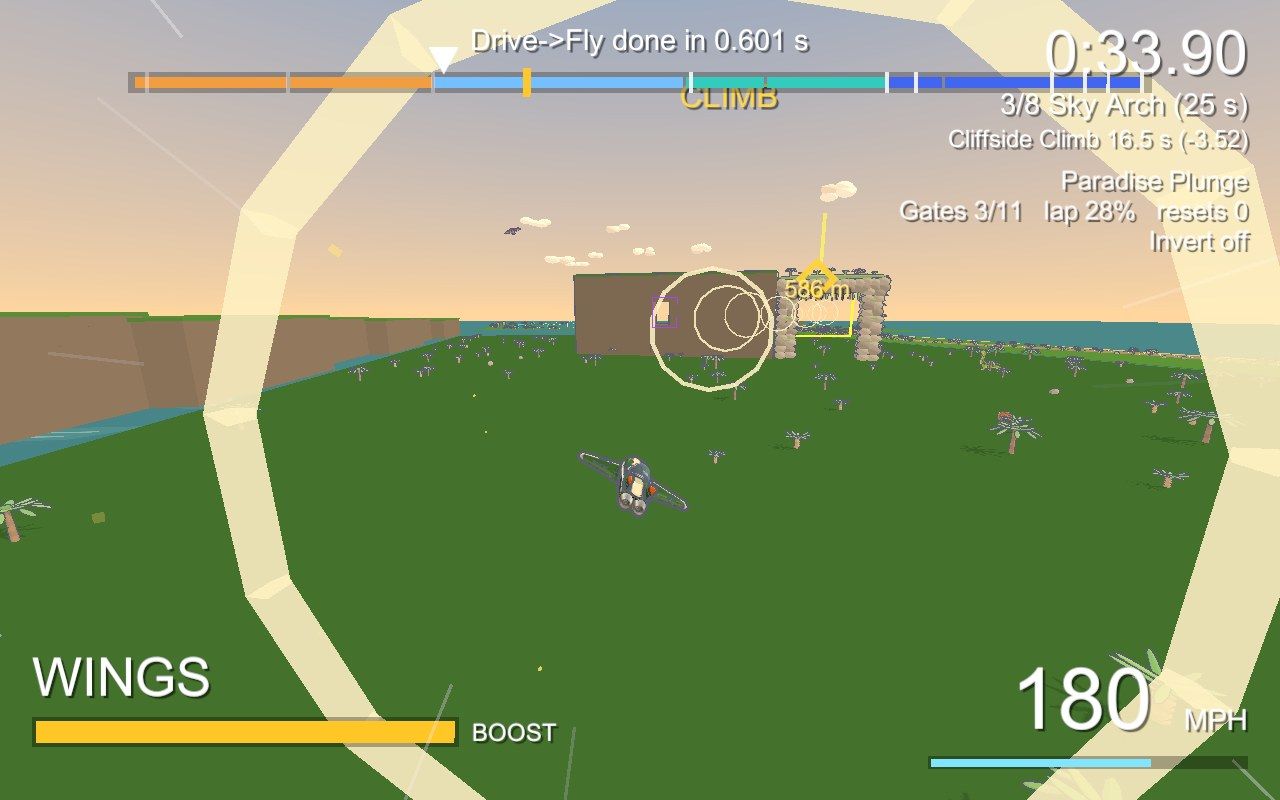 Drive->Fly done in 0.601 s
0:33.90
CLIMB
3/8 Sky Arch (25 s)
Cliffside Climb 16.5 s (-3.52)
Paradise Plunge
Gates 3/11 lap 28% resets 0
Invert off
586 m
WINGS
BOOST
180 MPH